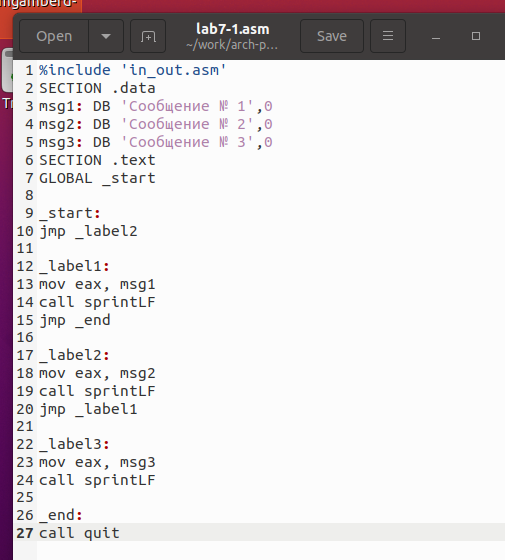 Open
lab7-1.asm
~/work/arch-p…
Save
1 %include 'in_out.asm'
2 SECTION .data
3 msg1: DB 'Сообщение № 1',0
4 msg2: DB 'Сообщение № 2',0
5 msg3: DB 'Сообщение № 3',0
6 SECTION .text
7 GLOBAL _start
8
9 _start:
10 jmp _label2
11
12 _label1:
13 mov eax, msg1
14 call sprintLF
15 jmp _end
16
17 _label2:
18 mov eax, msg2
19 call sprintLF
20 jmp _label1
21
22 _label3:
23 mov eax, msg3
24 call sprintLF
25
26 _end:
27 call quit